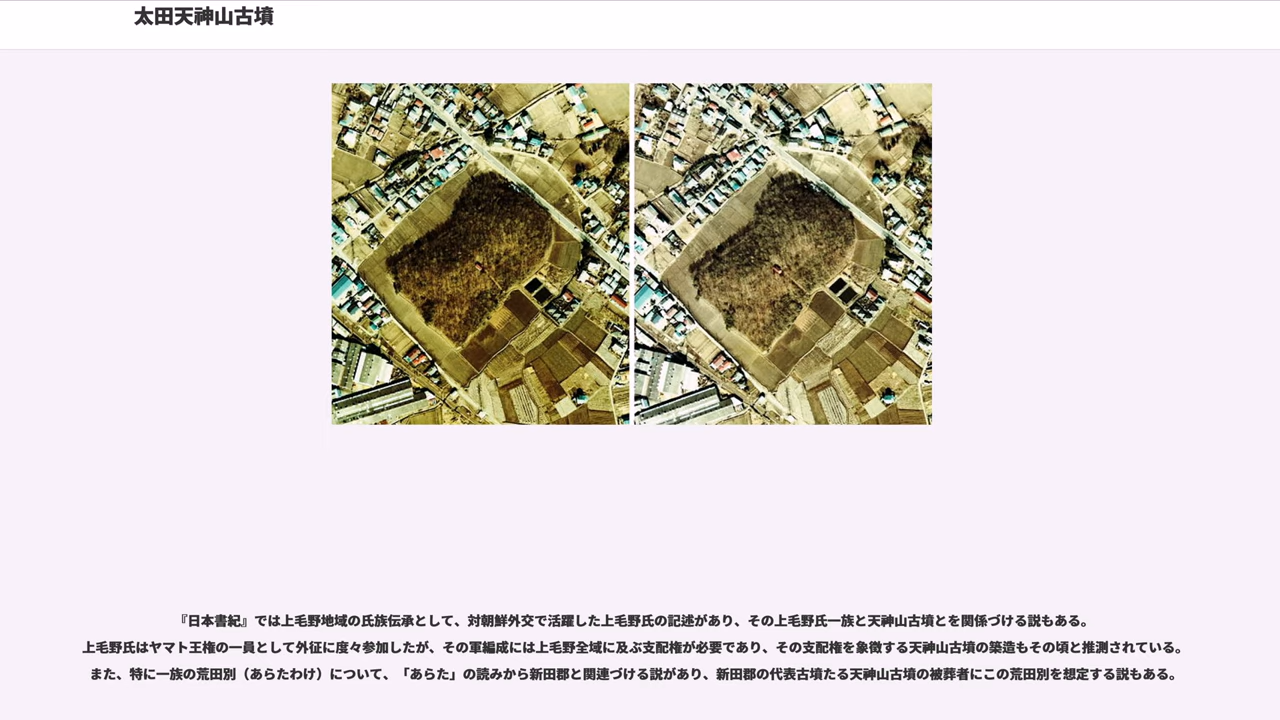 太田天神山古墳
『日本書紀』では上毛野地域の氏族伝承として、対朝鮮外交で活躍した上毛野氏の記述があり、その上毛野氏一族と天神山古墳とを関係づける説もある。
上毛野氏はヤマト王権の一員として外征に度々参加したが、その軍編成には上毛野全域に及ぶ支配権が必要であり、その支配権を象徴する天神山古墳の築造もその頃と推測されている。
また、特に一族の荒田別（あらたわけ）について、「あらた」の読みから新田郡と関連づける説があり、新田郡の代表古墳たる天神山古墳の被葬者にこの荒田別を想定する説もある。